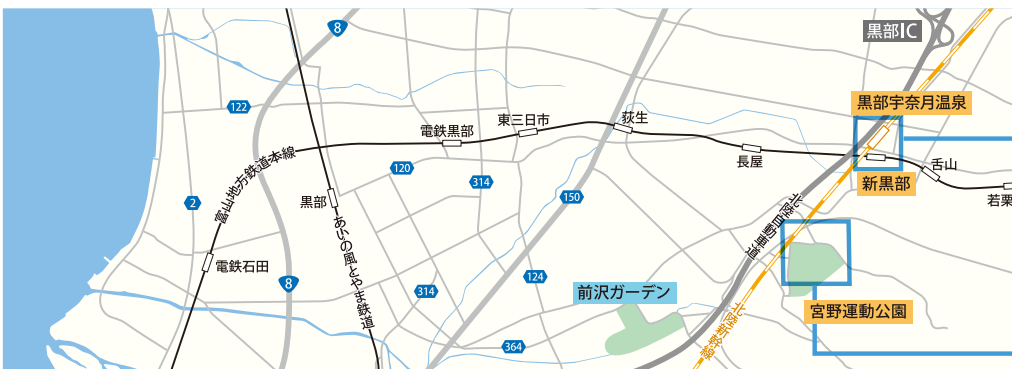 8
黒部IC
122
黒部宇奈月温泉
電鉄黒部
東三日市
荻生
長屋
新黒部
舌山
若栗
富山地方鉄道本線
120
314
150
2
黒部
あいの風とやま鉄道
北陸自動車道
電鉄石田
8
314
124
前沢ガーデン
宮野運動公園
北陸新幹線
364